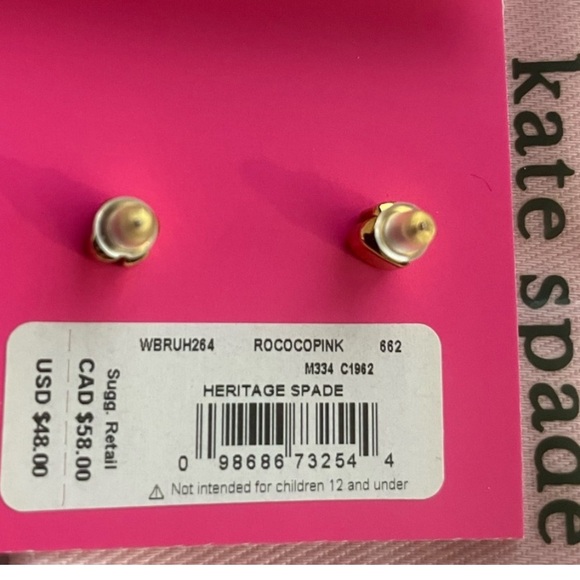 WBRUH264 ROCOCOPINK 662
M334 C1962
HERITAGE SPADE
0 98686 73254 4
⚠ Not intended for children 12 and under
Sugg. Retail
CAD $58.00
USD $48.00
kate spade